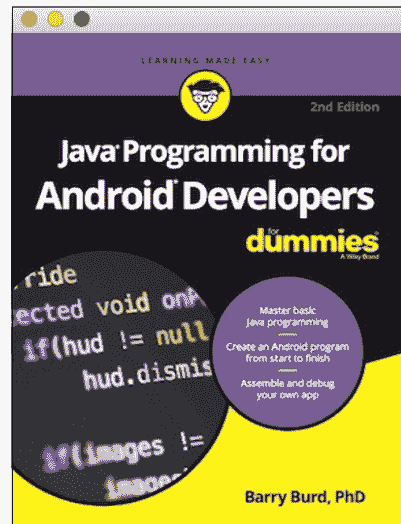 LEARNING MADE EASY
2nd Edition
Java® Programming for
Android® Developers
for
dummies®
A Wiley Brand
ride
ected void onP
if(hud != null
hud.dismis
if(images !=
image
Master basic
Java programming
Create an Android program
from start to finish
Assemble and debug
your own app
Barry Burd, PhD